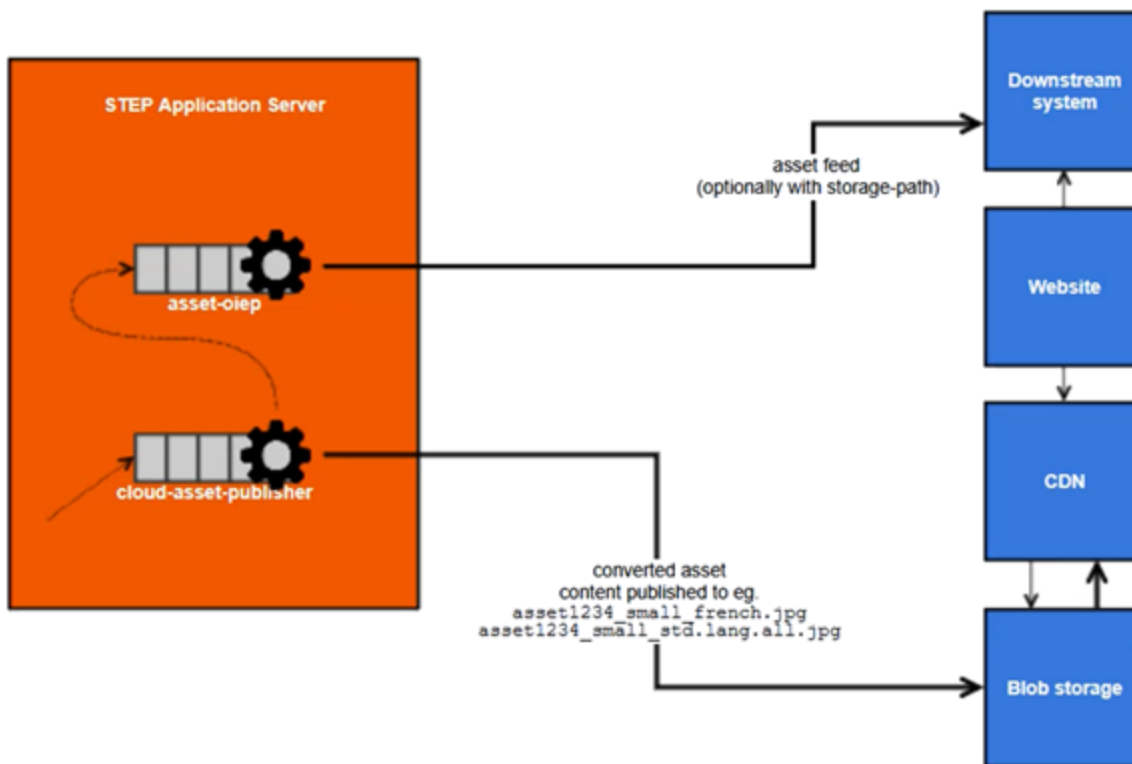 STEP Application Server
asset-oiep
cloud-asset-publisher
asset feed
(optionally with storage-path)
converted asset
content published to eg.
asset1234_small_french.jpg
asset1234_small_std.lang.all.jpg
Downstream
system
Website
CDN
Blob storage